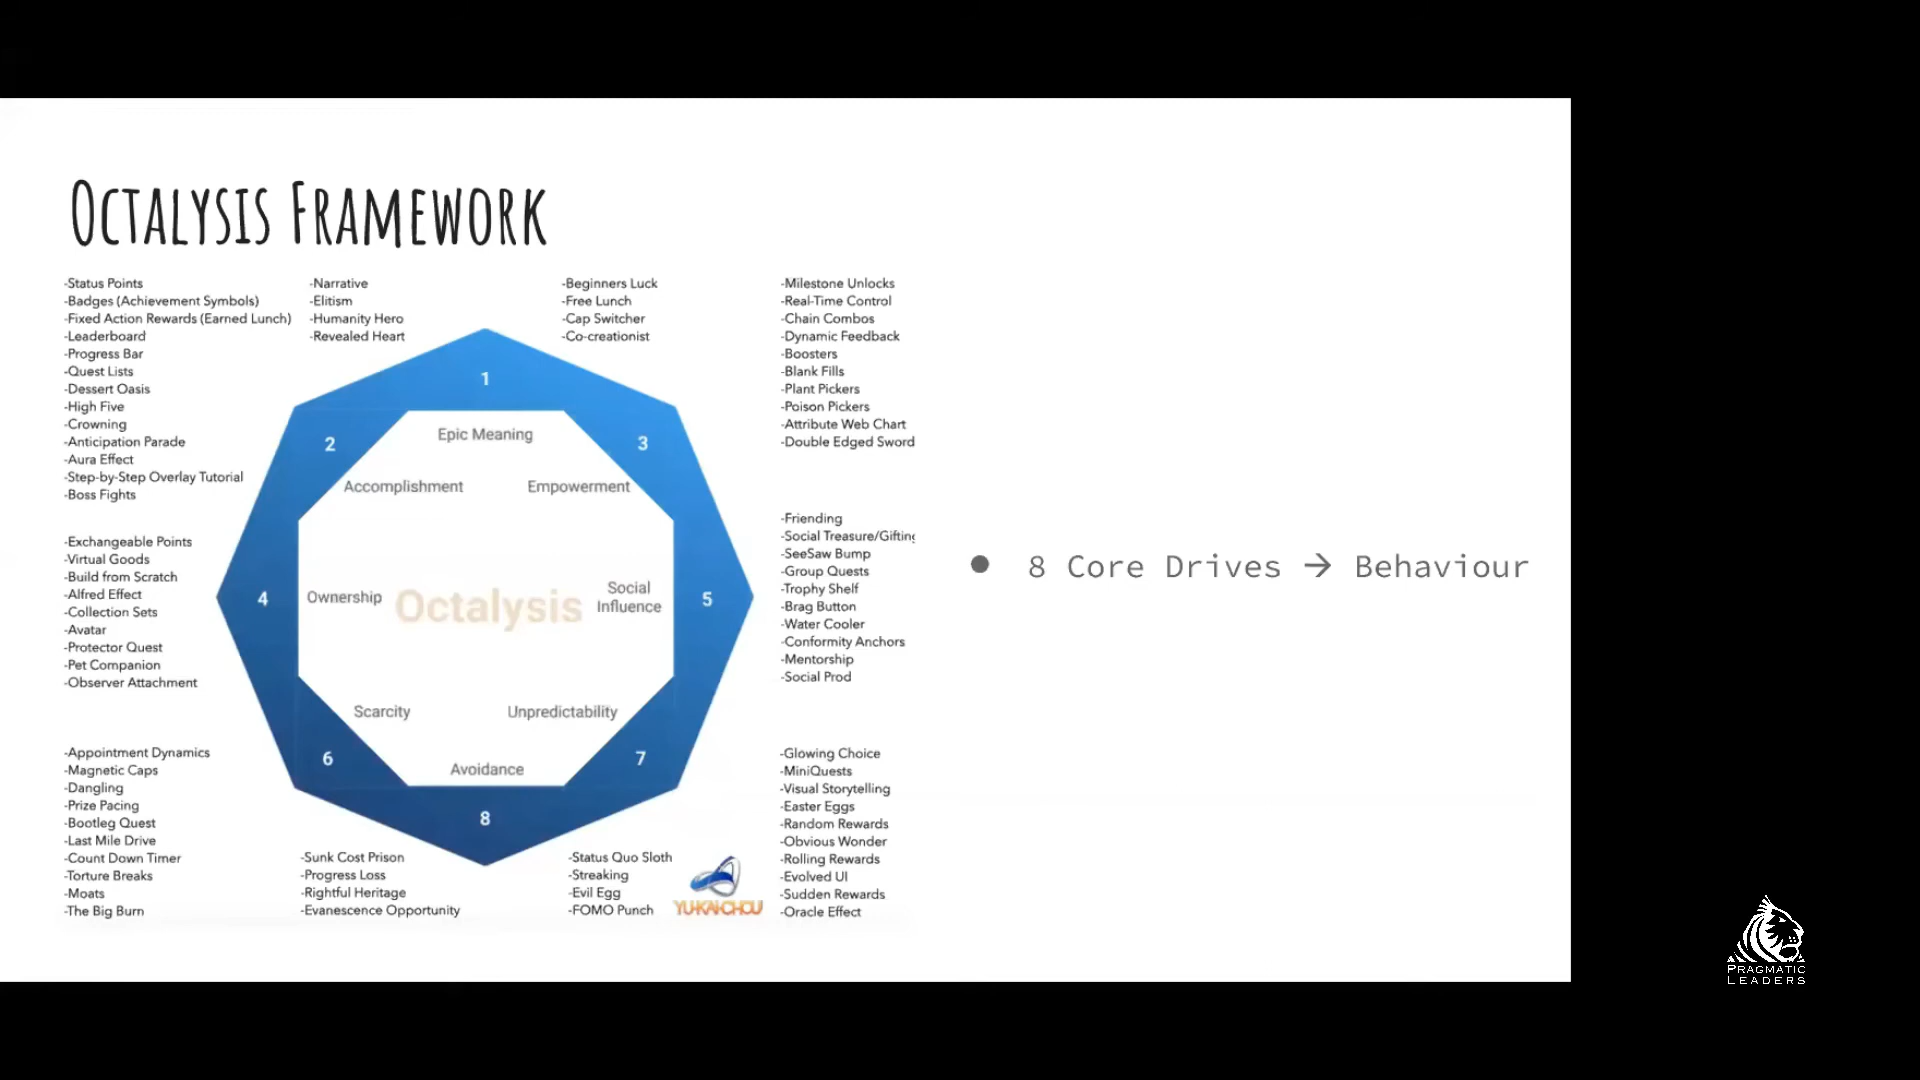 OCTALYSIS FRAMEWORK
-Status Points
-Badges (Achievement Symbols)
-Fixed Action Rewards (Earned Lunch)
-Leaderboard
-Progress Bar
-Quest Lists
-Dessert Oasis
-High Five
-Crowning
-Anticipation Parade
-Aura Effect
-Step-by-Step Overlay Tutorial
-Boss Fights
-Narrative
-Elitism
-Humanity Hero
-Revealed Heart
-Beginners Luck
-Free Lunch
-Cap Switcher
-Co-creationist
-Milestone Unlocks
-Real-Time Control
-Chain Combos
-Dynamic Feedback
-Boosters
-Blank Fills
-Plant Pickers
-Poison Pickers
-Attribute Web Chart
-Double Edged Sword
1
2
3
Epic Meaning
Accomplishment
Empowerment
-Exchangeable Points
-Virtual Goods
-Build from Scratch
-Alfred Effect
-Collection Sets
-Avatar
-Protector Quest
-Pet Companion
-Observer Attachment
4
Ownership
Octalysis
Social
Influence
5
-Friending
-Social Treasure/Gifting
-SeeSaw Bump
-Group Quests
-Trophy Shelf
-Brag Button
-Water Cooler
-Conformity Anchors
-Mentorship
-Social Prod
Scarcity
Unpredictability
6
7
Avoidance
8
-Appointment Dynamics
-Magnetic Caps
-Dangling
-Prize Pacing
-Bootleg Quest
-Last Mile Drive
-Count Down Timer
-Torture Breaks
-Moats
-The Big Burn
-Sunk Cost Prison
-Progress Loss
-Rightful Heritage
-Evanescence Opportunity
-Status Quo Sloth
-Streaking
-Evil Egg
-FOMO Punch
YU-KAI-CHOU
-Glowing Choice
-MiniQuests
-Visual Storytelling
-Easter Eggs
-Random Rewards
-Obvious Wonder
-Rolling Rewards
-Evolved UI
-Sudden Rewards
-Oracle Effect
● 8 Core Drives → Behaviour
PRAGMATIC
LEADERS